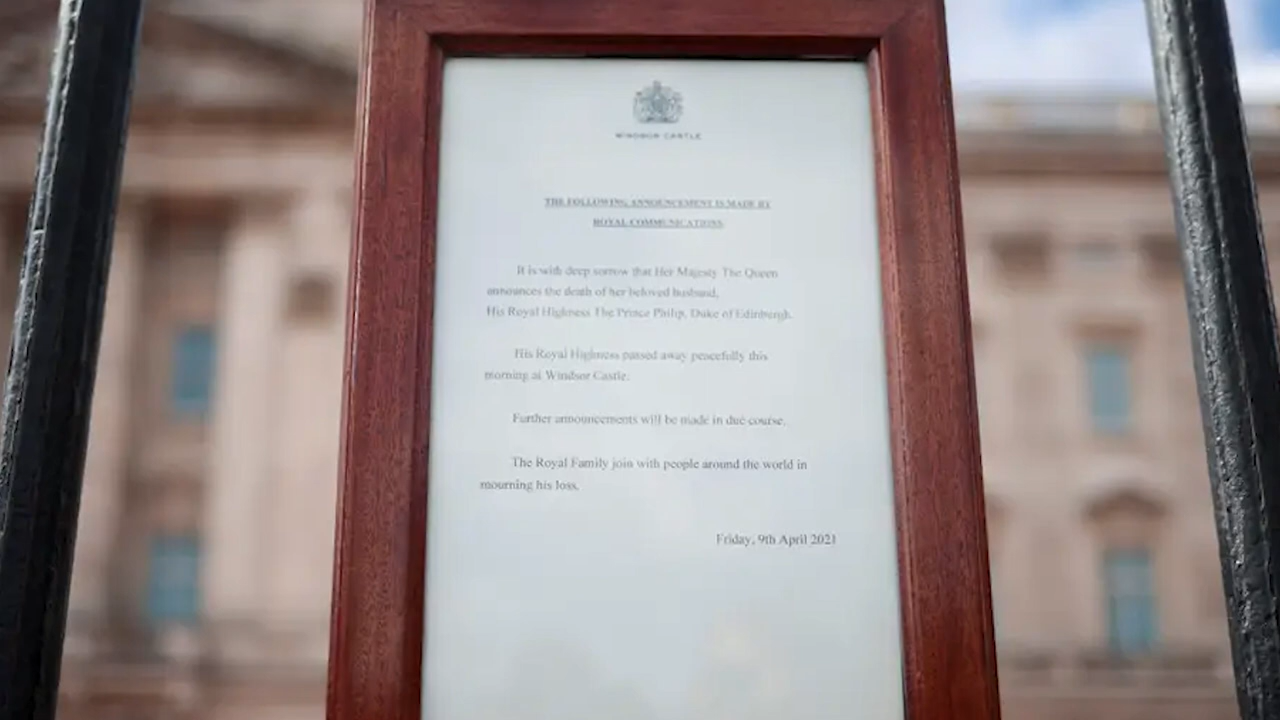 WINDSOR CASTLE
THE FOLLOWING ANNOUNCEMENT IS MADE BY
ROYAL COMMUNICATIONS
It is with deep sorrow that Her Majesty The Queen
announces the death of her beloved husband,
His Royal Highness The Prince Philip, Duke of Edinburgh.
His Royal Highness passed away peacefully this
morning at Windsor Castle.
Further announcements will be made in due course.
The Royal Family join with people around the world in
mourning his loss.
Friday, 9th April 2021